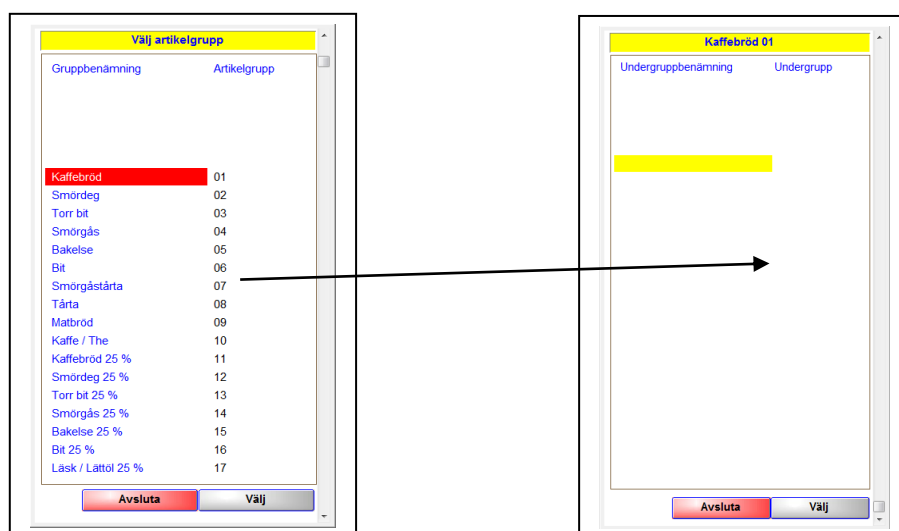 Välj artikelgrupp
Gruppbenämning Artikelgrupp
Kaffebröd 01
Smördeg 02
Torr bit 03
Smörgås 04
Bakelse 05
Bit 06
Smörgåstårta 07
Tårta 08
Matbröd 09
Kaffe / The 10
Kaffebröd 25 % 11
Smördeg 25 % 12
Torr bit 25 % 13
Smörgås 25 % 14
Bakelse 25 % 15
Bit 25 % 16
Läsk / Lättöl 25 % 17
Avsluta Välj
Kaffebröd 01
Undergruppbenämning Undergrupp
Avsluta Välj